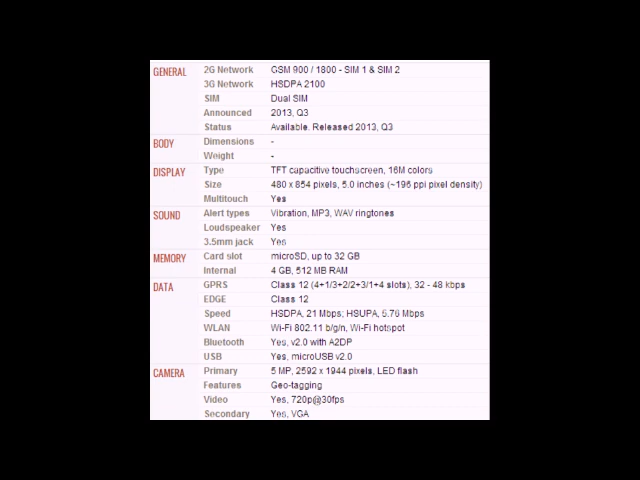 GENERAL 2G Network GSM 900 / 1800 - SIM 1 & SIM 2
3G Network HSDPA 2100
SIM Dual SIM
Announced 2013, Q3
Status Available. Released 2013, Q3
BODY Dimensions -
Weight -
DISPLAY Type TFT capacitive touchscreen, 16M colors
Size 480 x 854 pixels, 5.0 inches (~196 ppi pixel density)
Multitouch Yes
SOUND Alert types Vibration, MP3, WAV ringtones
Loudspeaker Yes
3.5mm jack Yes
MEMORY Card slot microSD, up to 32 GB
Internal 4 GB, 512 MB RAM
DATA GPRS Class 12 (4+1/3+2/2+3/1+4 slots), 32 - 48 kbps
EDGE Class 12
Speed HSDPA, 21 Mbps; HSUPA, 5.76 Mbps
WLAN Wi-Fi 802.11 b/g/n, Wi-Fi hotspot
Bluetooth Yes, v2.0 with A2DP
USB Yes, microUSB v2.0
CAMERA Primary 5 MP, 2592 x 1944 pixels, LED flash
Features Geo-tagging
Video Yes, 720p@30fps
Secondary Yes, VGA